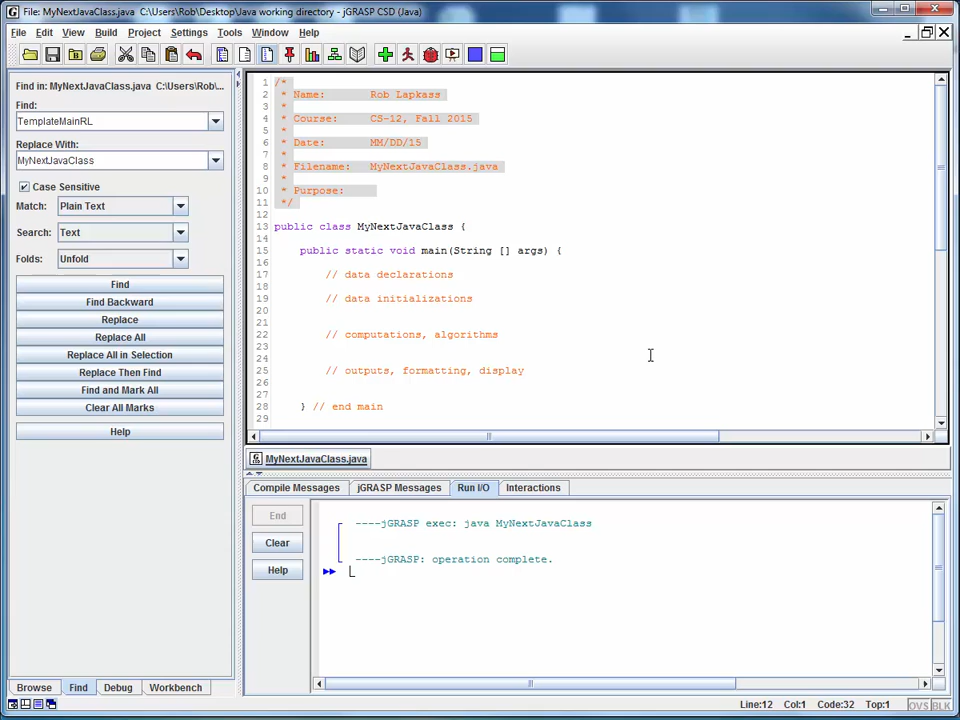 File: MyNextJavaClass.java  C:\Users\Rob\Desktop\Java working directory - jGRASP CSD (Java)
File Edit View Build Project Settings Tools Window Help
Find in: MyNextJavaClass.java  C:\Users\Rob\...
Find:
TemplateMainRL
Replace With:
MyNextJavaClass
Case Sensitive
Match: Plain Text
Search: Text
Folds: Unfold
Find
Find Backward
Replace
Replace All
Replace All in Selection
Replace Then Find
Find and Mark All
Clear All Marks
Help
Browse Find Debug Workbench
1 /*
2  * Name:      Rob Lapkass
3  *
4  * Course:    CS-12, Fall 2015
5  *
6  * Date:      MM/DD/15
7  *
8  * Filename:  MyNextJavaClass.java
9  *
10  * Purpose:
11  */
12
13 public class MyNextJavaClass {
14
15     public static void main(String [] args) {
16
17         // data declarations
18
19         // data initializations
20
21
22         // computations, algorithms
23
24
25         // outputs, formatting, display
26
27
28     } // end main
29
MyNextJavaClass.java
Compile Messages jGRASP Messages Run I/O Interactions
End
Clear
Help
----jGRASP exec: java MyNextJavaClass
----jGRASP: operation complete.
Line:12 Col:1 Code:32 Top:1 OVS BLK